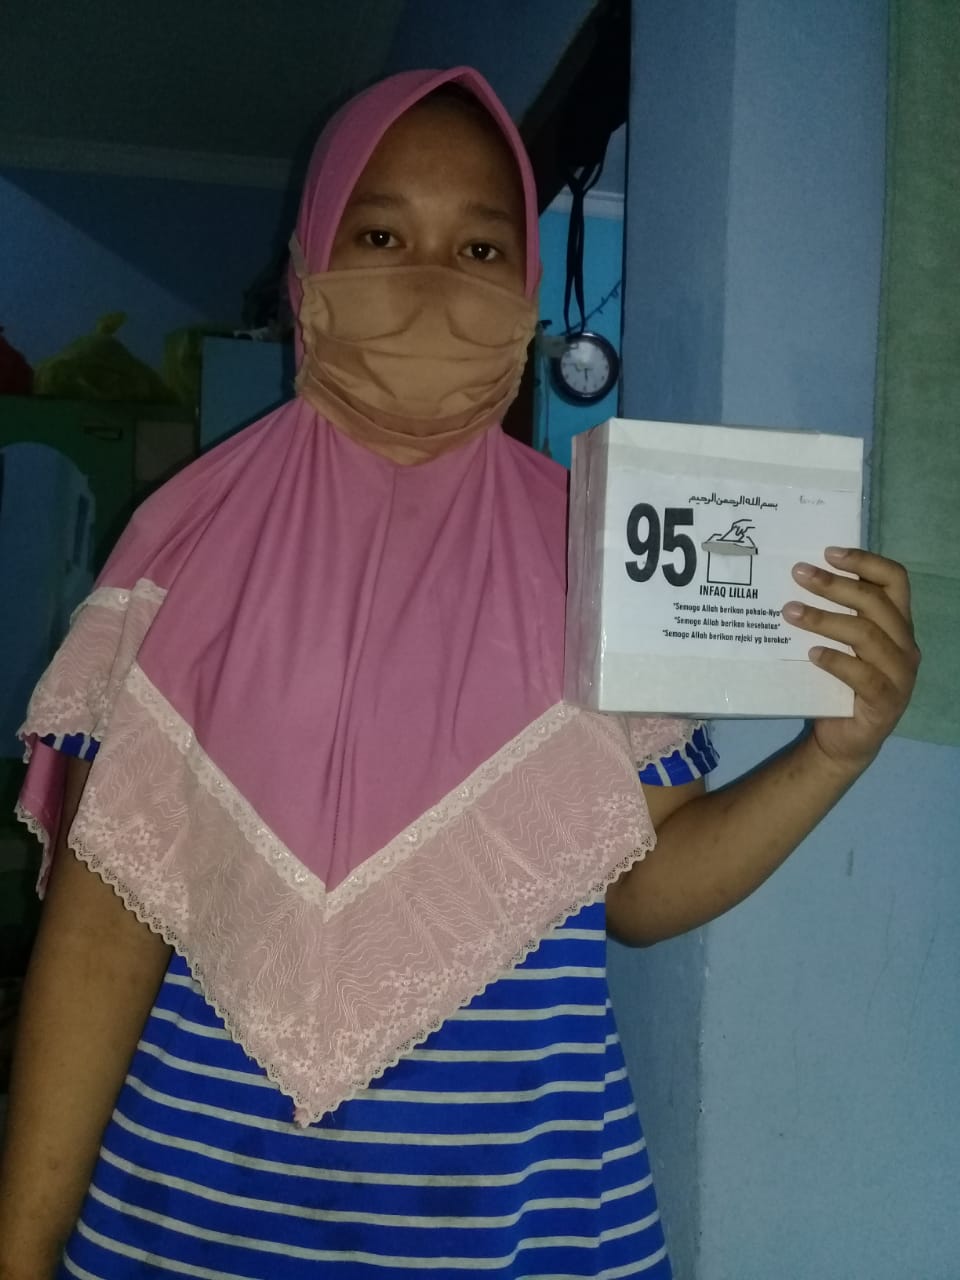 بسم الله الرحمن الرحيم
95
INFAQ LILLAH
"Semoga Allah berikan pahala-Nya"
"Semoga Allah berikan kesehatan"
"Semoga Allah berikan rejeki yg barokah"